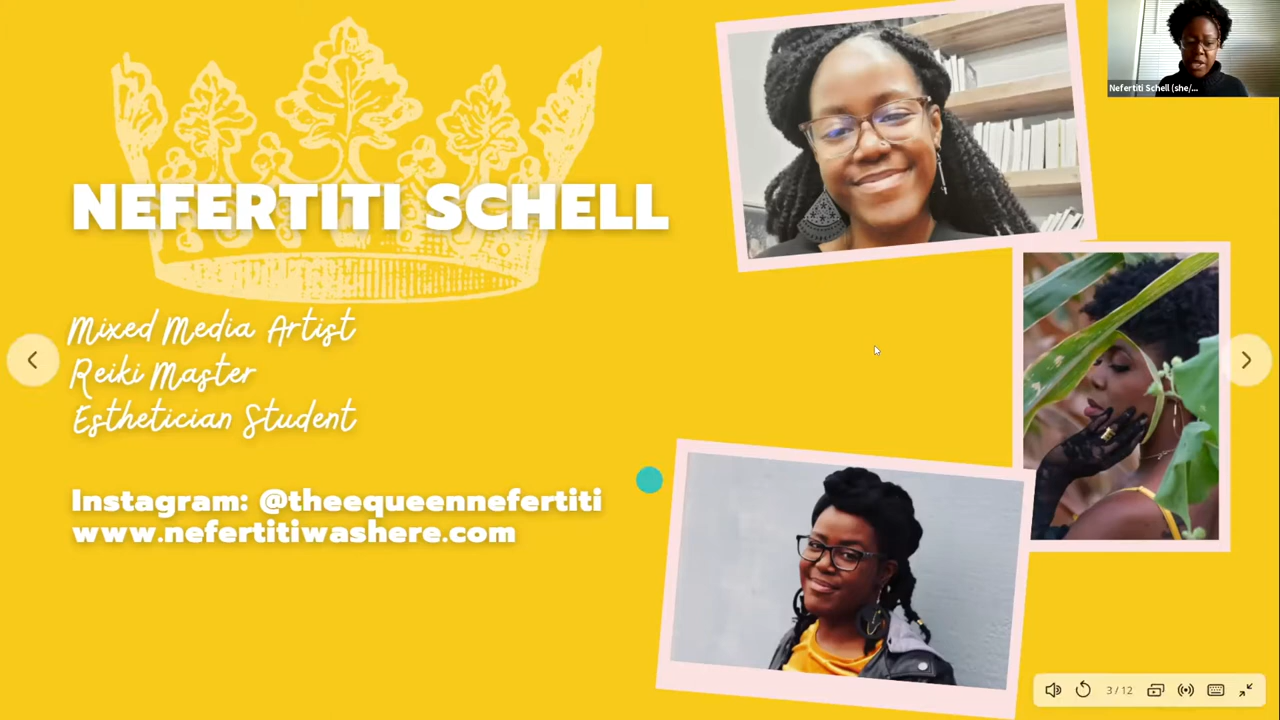 NEFERTITI SCHELL
Mixed Media Artist
Reiki Master
Esthetician Student
Instagram: @theequeennefertiti
www.nefertitiwashere.com
Nefertiti Schell (she/...
3 / 12